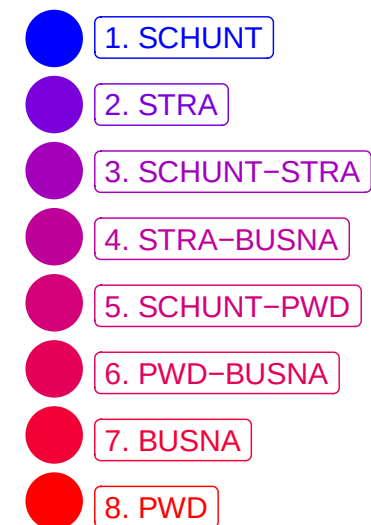 1. SCHUNT
2. STRA
3. SCHUNT−STRA
4. STRA−BUSNA
5. SCHUNT−PWD
6. PWD−BUSNA
7. BUSNA
8. PWD